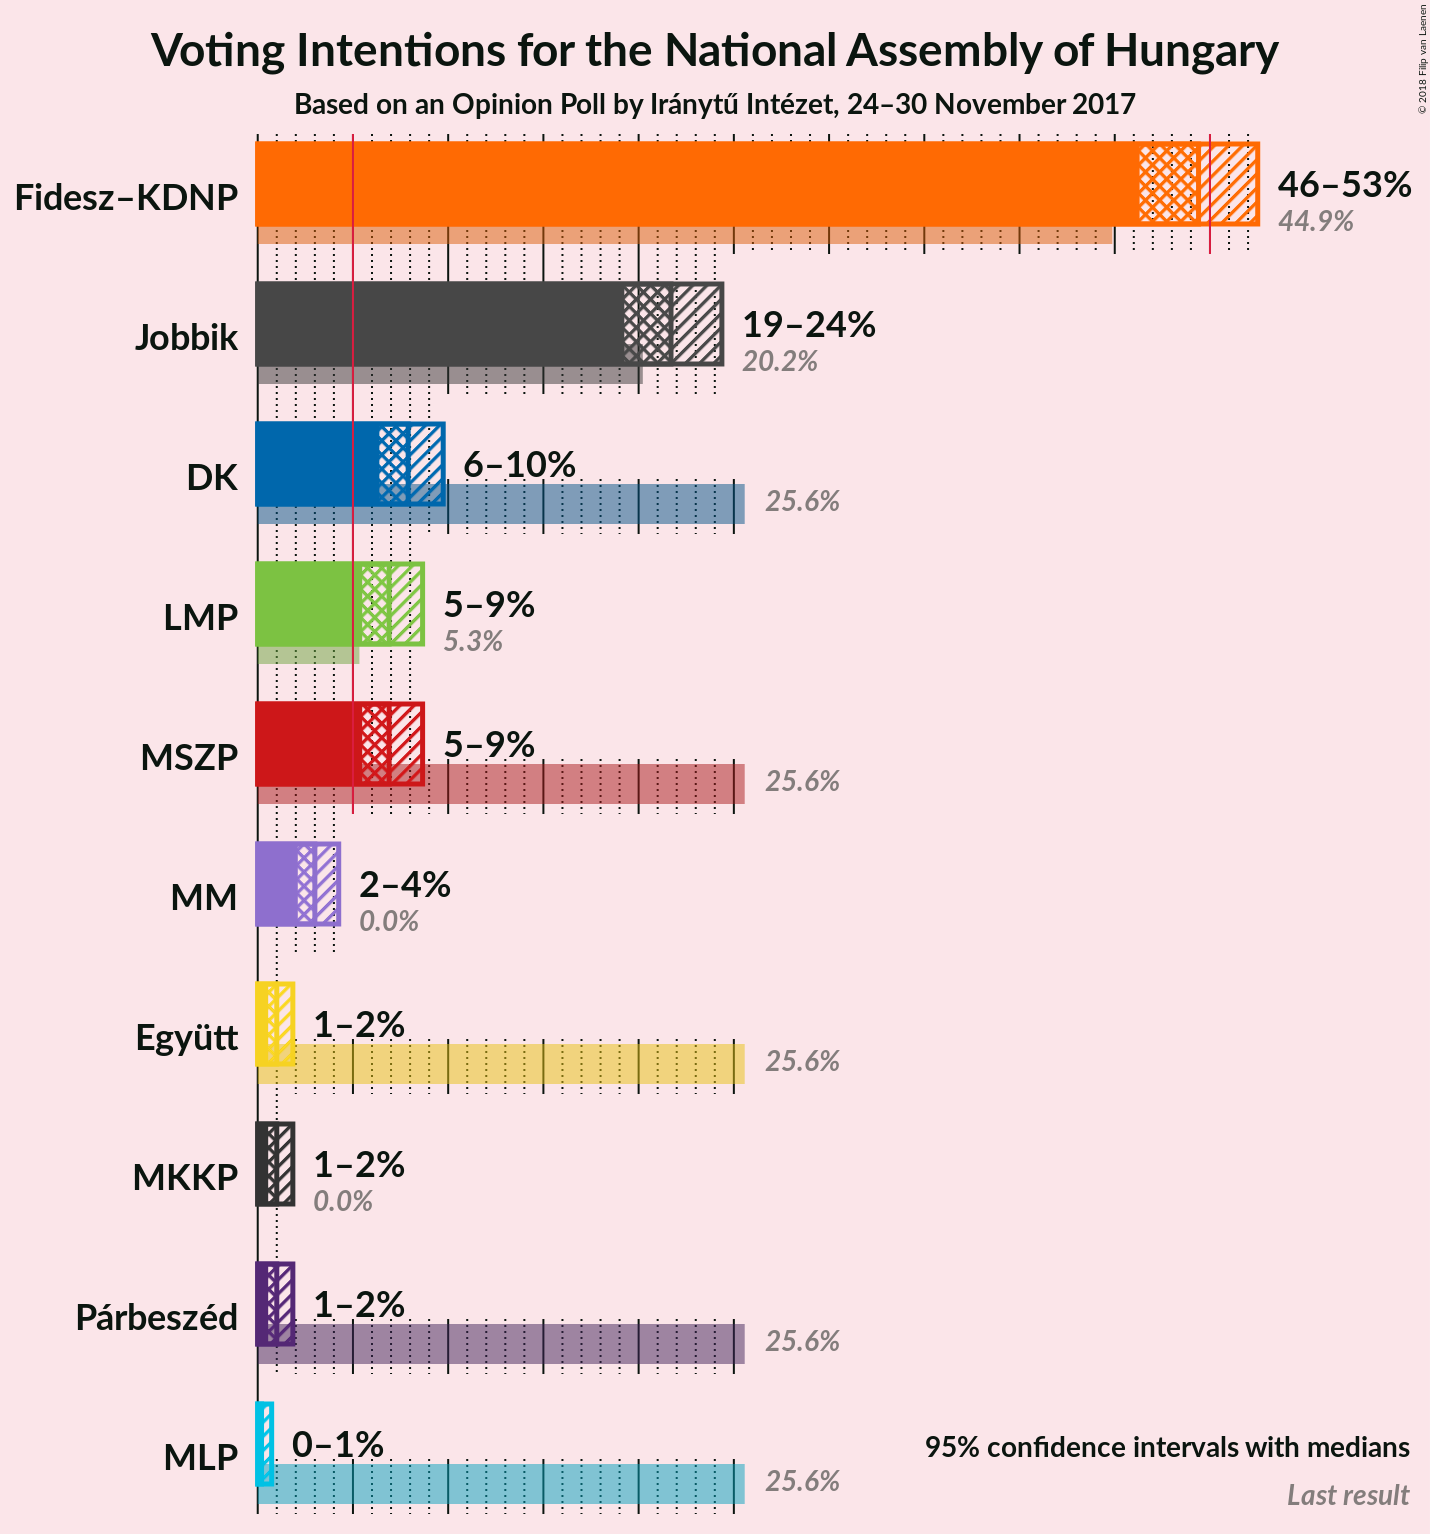 Voting Intentions for the National Assembly of Hungary
Based on an Opinion Poll by Iránytű Intézet, 24–30 November 2017
© 2018 Filip van Laenen
Fidesz–KDNP
46–53%
44.9%
Jobbik
19–24%
20.2%
DK
6–10%
25.6%
LMP
5–9%
5.3%
MSZP
5–9%
25.6%
MM
2–4%
0.0%
Együtt
1–2%
25.6%
MKKP
1–2%
0.0%
Párbeszéd
1–2%
25.6%
MLP
0–1%
25.6%
95% confidence intervals with medians
Last result